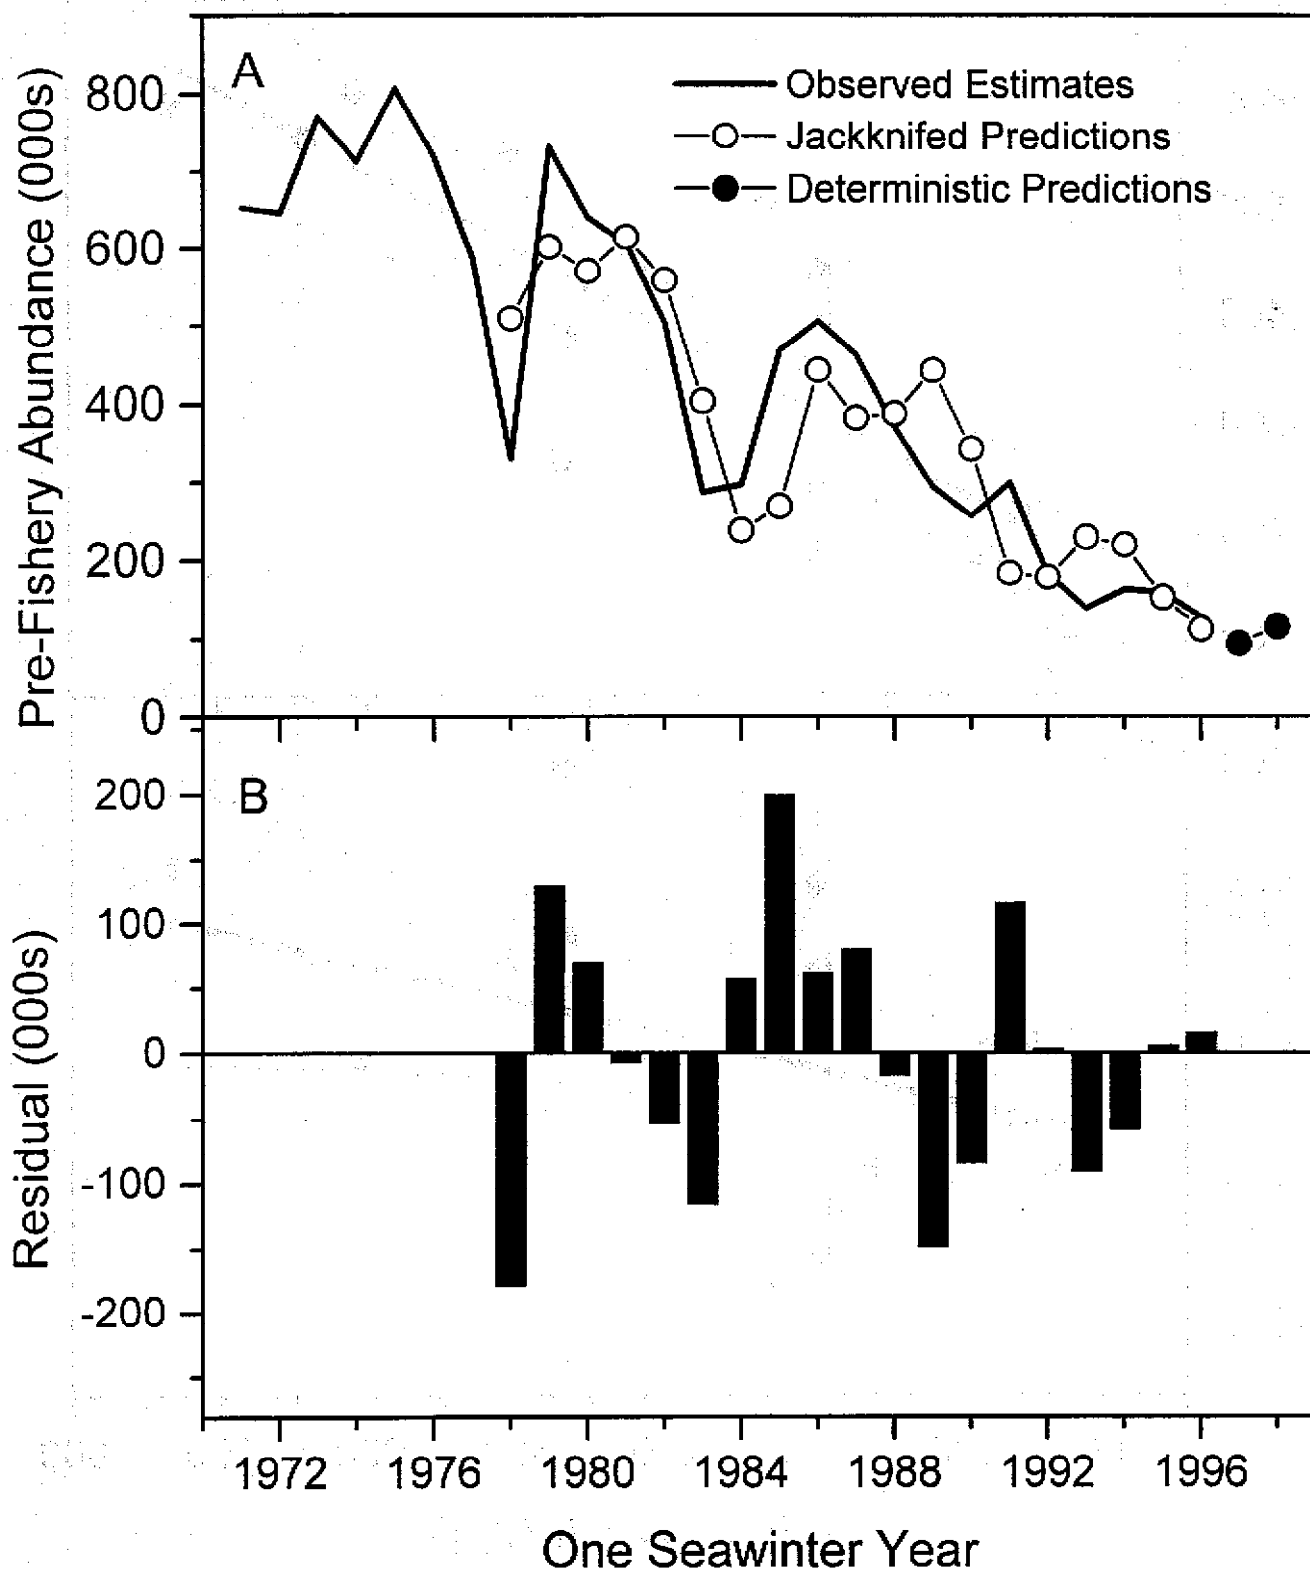 A
Observed Estimates
Jackknifed Predictions
Deterministic Predictions
Pre-Fishery Abundance (000s)
800
600
400
200
0
B
Residual (000s)
200
100
0
-100
-200
1972 1976 1980 1984 1988 1992 1996
One Seawinter Year